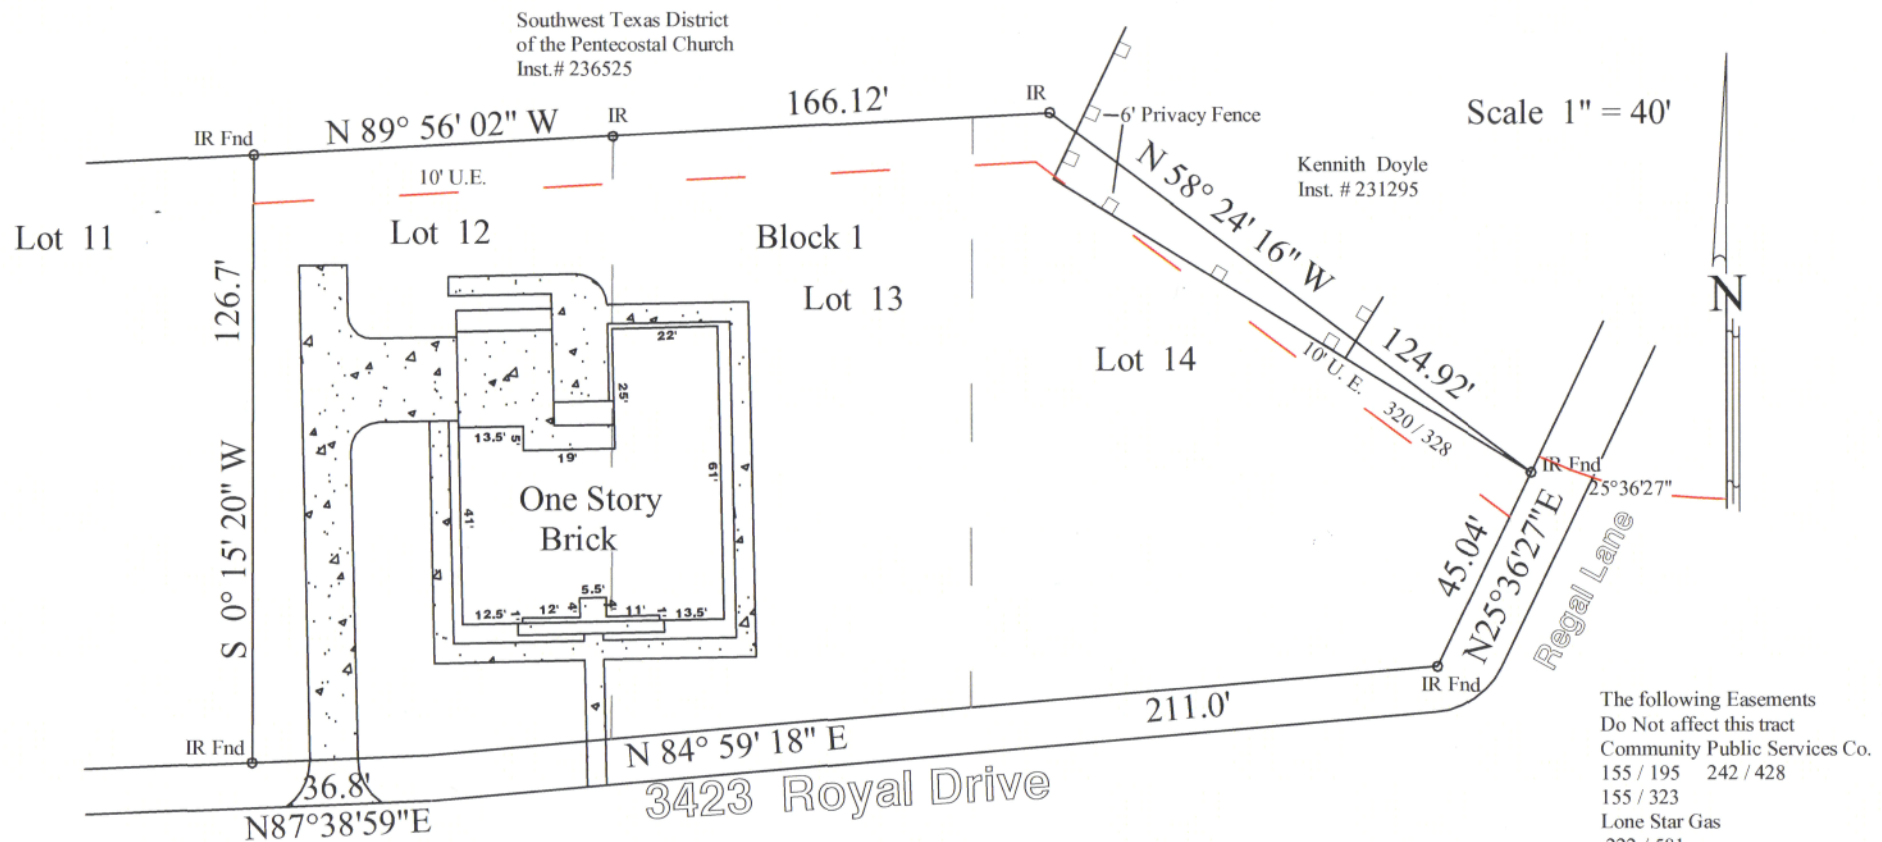 Southwest Texas District
of the Pentecostal Church
Inst.# 236525
IR Fnd
N 89° 56' 02" W
IR
166.12'
IR
6' Privacy Fence
Scale 1" = 40'
Kennith Doyle
Inst. # 231295
N 58° 24' 16" W
124.92'
10' U.E.
Lot 11
Lot 12
Block 1
Lot 13
Lot 14
N
126.7'
S 0° 15' 20" W
22'
25'
13.5'
5'
19'
61'
41'
One Story
Brick
5.5'
12.5'
1'
12'
4'
4'
11'
1'
13.5'
10' U. E.
320 / 328
IR Fnd
25°36'27"
45.04'
N25°36'27"E
Regal Lane
IR Fnd
211.0'
IR Fnd
N 84° 59' 18" E
36.8'
N87°38'59"E
3423 Royal Drive
The following Easements
Do Not affect this tract
Community Public Services Co.
155 / 195 242 / 428
155 / 323
Lone Star Gas